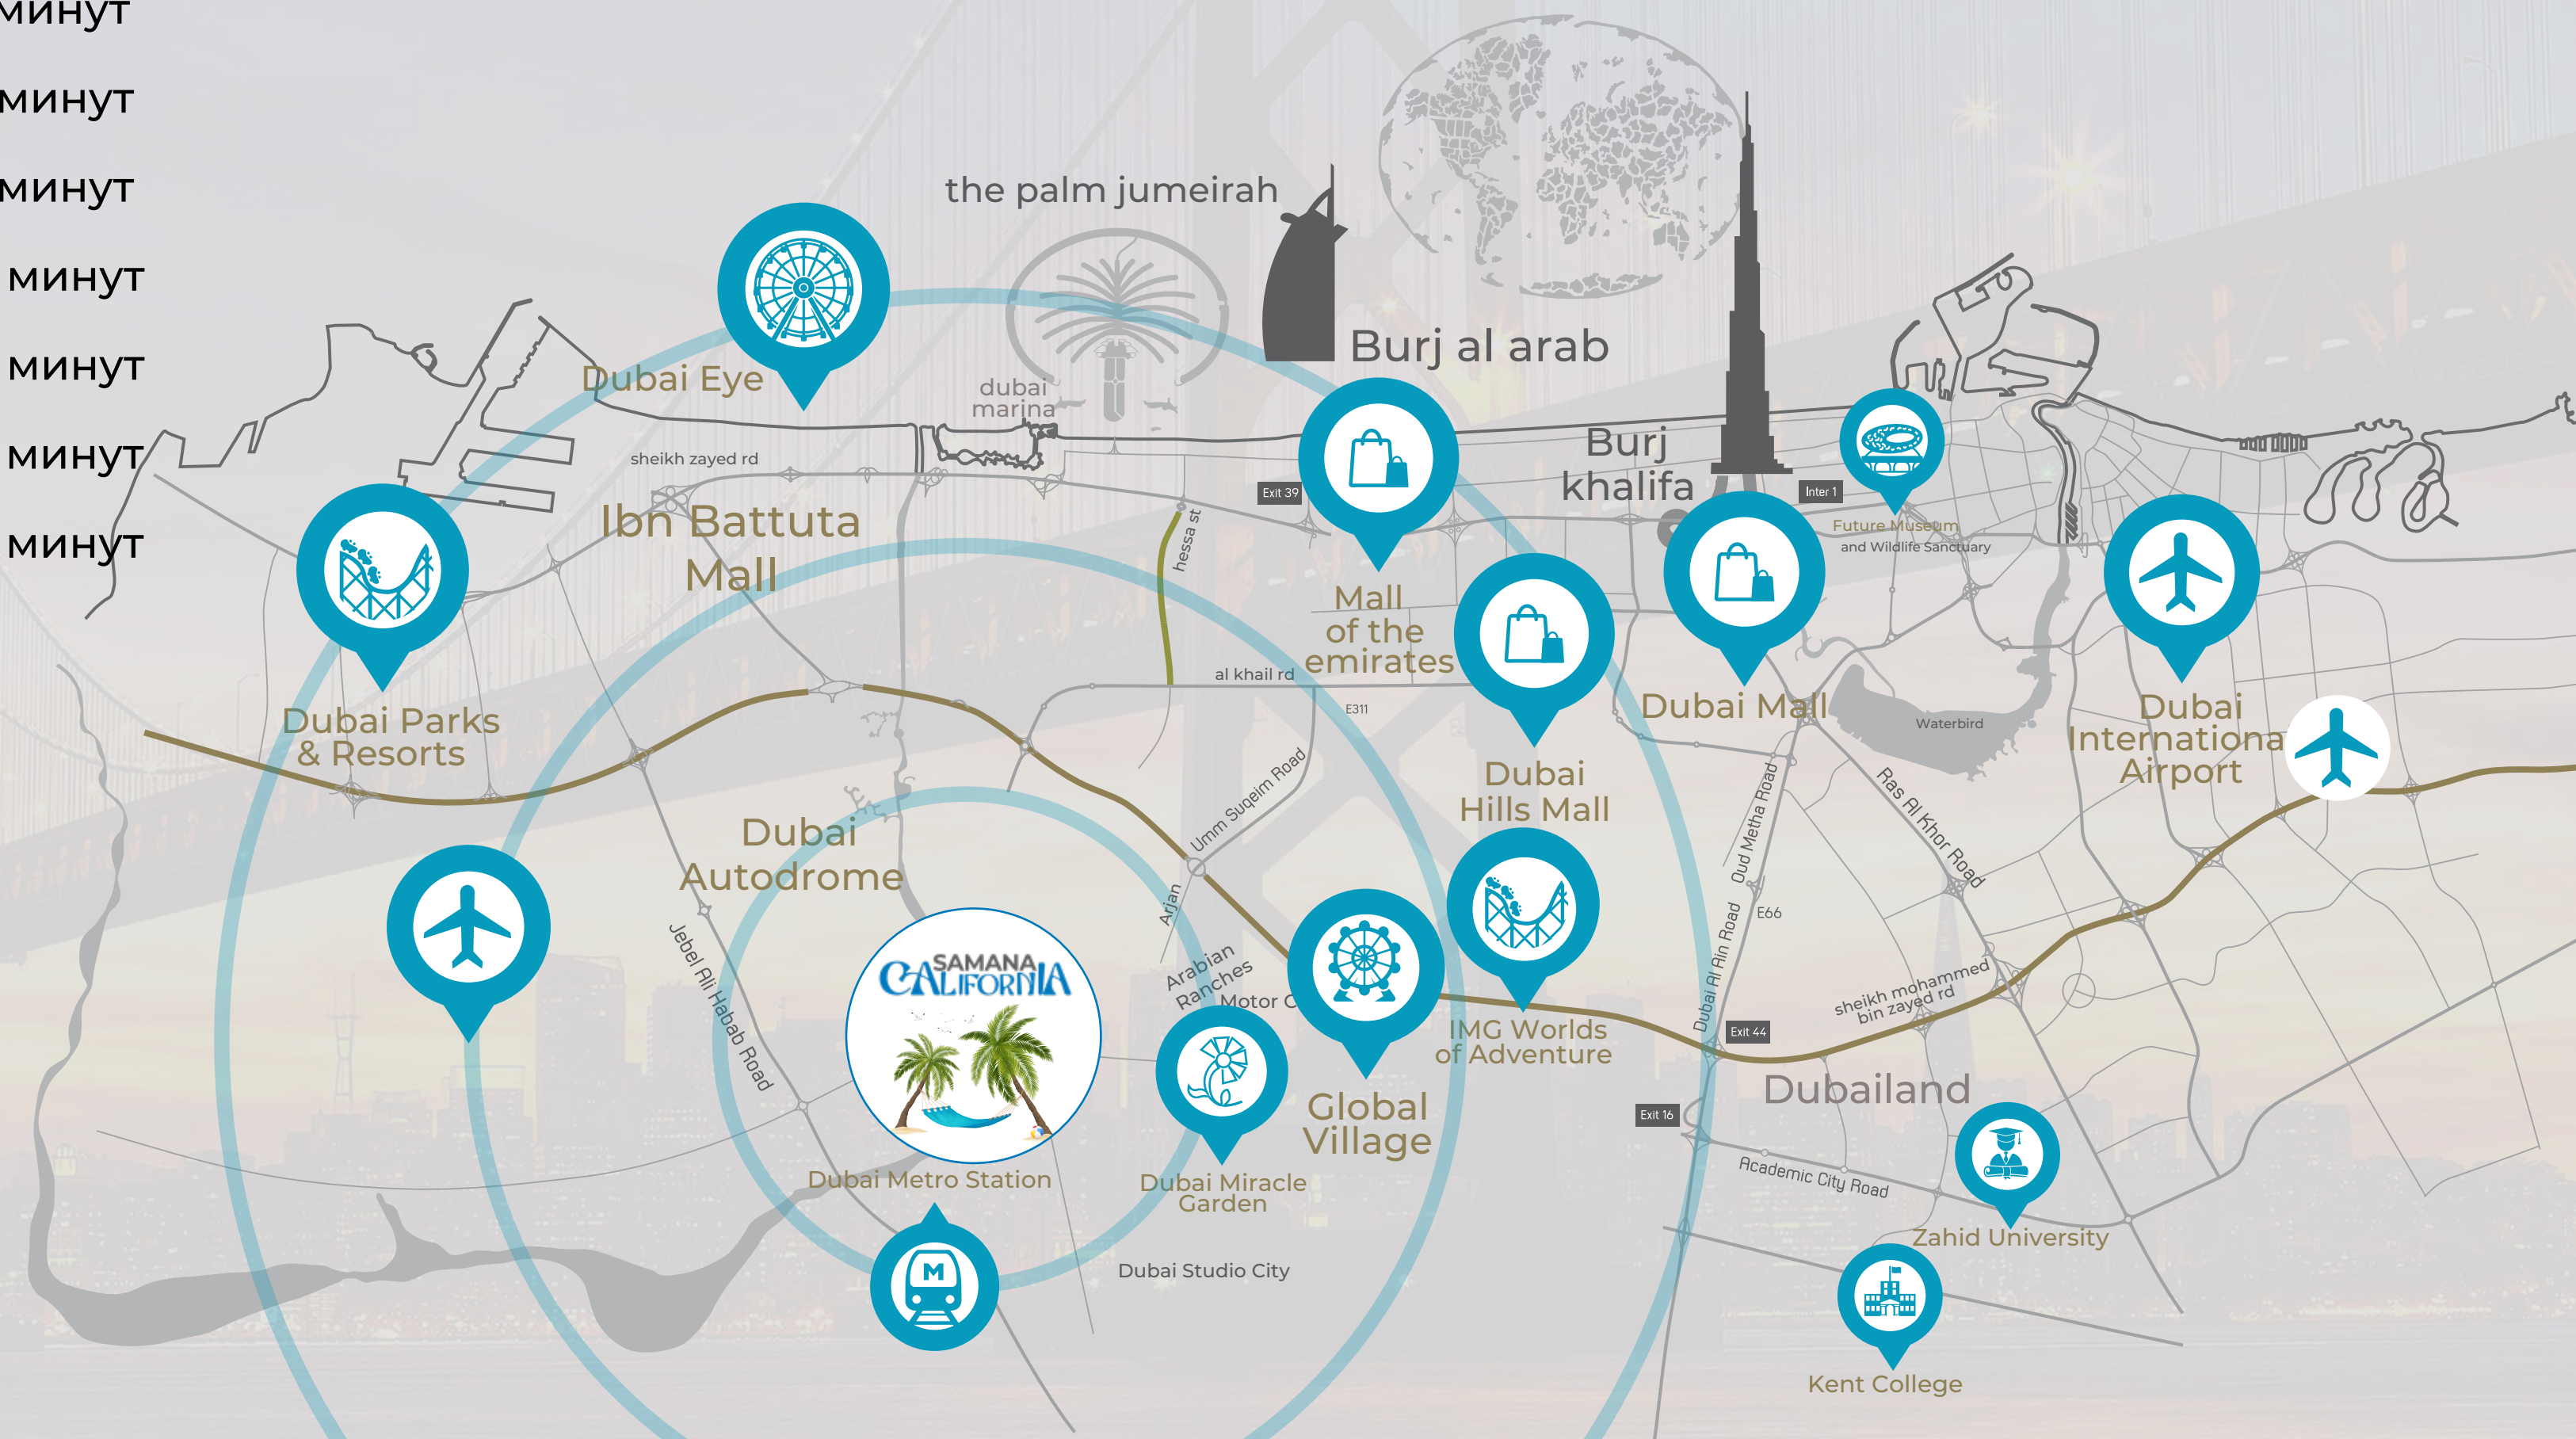 минут
минут
минут
минут
минут
минут
минут
the palm jumeirah
Burj al arab
Dubai Eye
dubai
marina
sheikh zayed rd
Burj
khalifa
Exit 39
Inter 1
Future Museum
and Wildlife Sanctuary
Ibn Battuta
Mall
hessa st
Mall
of the
emirates
al khail rd
E311
Dubai Mall
Waterbird
Dubai
Internationa
Airport
Dubai Parks
& Resorts
Dubai
Hills Mall
Umm Suqeim Road
Oud Metha Road
Ras Al Khor Road
Dubai
Autodrome
Arjan
E66
Jebel Ali Habab Road
SAMANA
CALIFORNIA
Arabian
Ranches
Motor C
Dubai Al Ain Road
sheikh mohammed
bin zayed rd
IMG Worlds
of Adventure
Exit 44
Dubailand
Global
Village
Exit 16
Dubai Metro Station
Dubai Miracle
Garden
Academic City Road
Zahid University
M
Dubai Studio City
Kent College